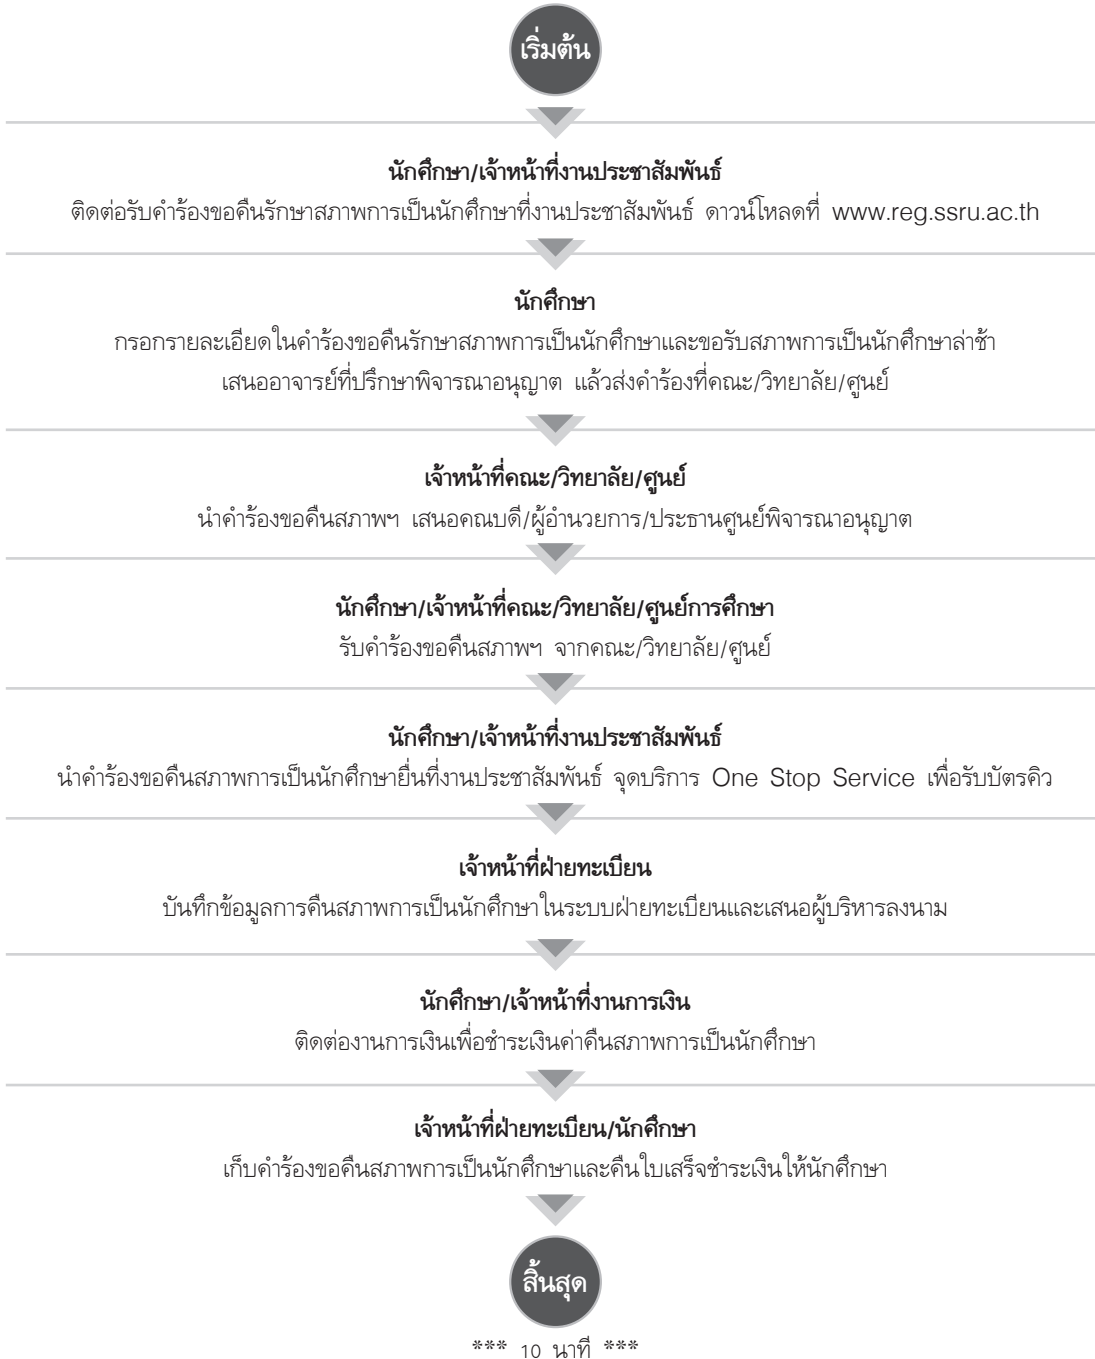 เริ่มต้น
นักศึกษา/เจ้าหน้าที่งานประชาสัมพันธ์
ติดต่อรับคำร้องขอคืนรักษาสภาพการเป็นนักศึกษาที่งานประชาสัมพันธ์ ดาวน์โหลดที่ www.reg.ssru.ac.th
นักศึกษา
กรอกรายละเอียดในคำร้องขอคืนรักษาสภาพการเป็นนักศึกษาและขอรับสภาพการเป็นนักศึกษาล่าช้า
เสนออาจารย์ที่ปรึกษาพิจารณาอนุญาต แล้วส่งคำร้องที่คณะ/วิทยาลัย/ศูนย์
เจ้าหน้าที่คณะ/วิทยาลัย/ศูนย์
นำคำร้องขอคืนสภาพฯ เสนอคณบดี/ผู้อำนวยการ/ประธานศูนย์พิจารณาอนุญาต
นักศึกษา/เจ้าหน้าที่คณะ/วิทยาลัย/ศูนย์การศึกษา
รับคำร้องขอคืนสภาพฯ จากคณะ/วิทยาลัย/ศูนย์
นักศึกษา/เจ้าหน้าที่งานประชาสัมพันธ์
นำคำร้องขอคืนสภาพการเป็นนักศึกษายื่นที่งานประชาสัมพันธ์ จุดบริการ One Stop Service เพื่อรับบัตรคิว
เจ้าหน้าที่ฝ่ายทะเบียน
บันทึกข้อมูลการคืนสภาพการเป็นนักศึกษาในระบบฝ่ายทะเบียนและเสนอผู้บริหารลงนาม
นักศึกษา/เจ้าหน้าที่งานการเงิน
ติดต่องานการเงินเพื่อชำระเงินค่าคืนสภาพการเป็นนักศึกษา
เจ้าหน้าที่ฝ่ายทะเบียน/นักศึกษา
เก็บคำร้องขอคืนสภาพการเป็นนักศึกษาและคืนใบเสร็จชำระเงินให้นักศึกษา
สิ้นสุด
*** 10 นาที ***